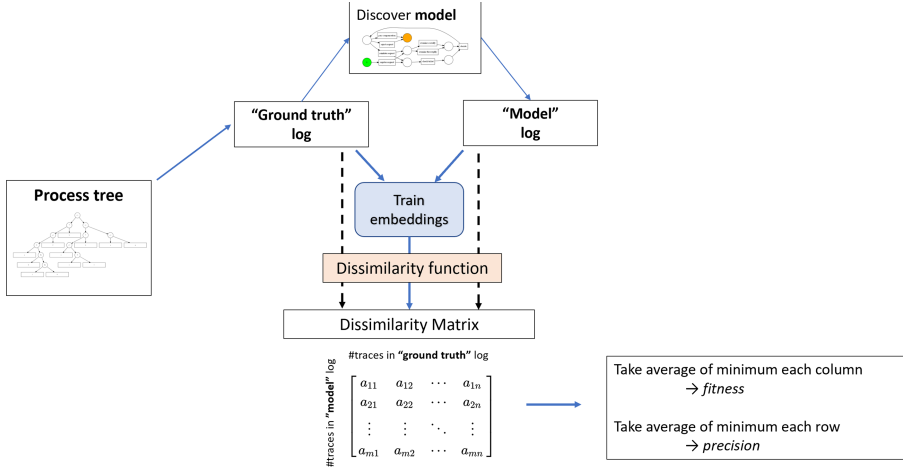 Discover model
"Ground truth"
log
"Model"
log
Process tree
Train
embeddings
Dissimilarity function
Dissimilarity Matrix
#traces in "ground truth" log
#traces in "model" log
a11 a12 ⋯ a1n
a21 a22 ⋯ a2n
⋮ ⋮ ⋱ ⋮
am1 am2 ⋯ amn
Take average of minimum each column
→ fitness
Take average of minimum each row
→ precision